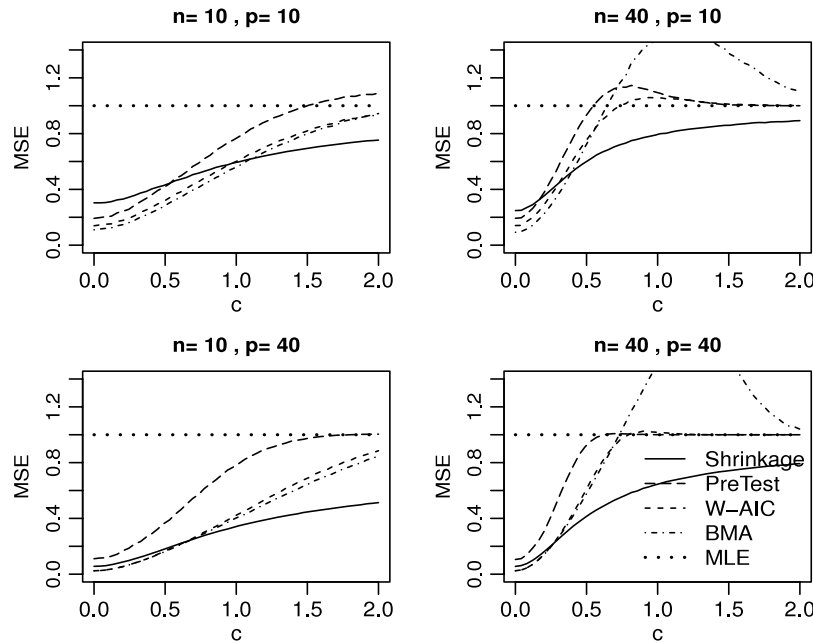 n= 10 , p= 10
MSE
0.0 0.4 0.8 1.2
0.0 0.5 1.0 1.5 2.0
c
n= 40 , p= 10
MSE
0.0 0.4 0.8 1.2
0.0 0.5 1.0 1.5 2.0
c
n= 10 , p= 40
MSE
0.0 0.4 0.8 1.2
0.0 0.5 1.0 1.5 2.0
c
n= 40 , p= 40
MSE
0.0 0.4 0.8 1.2
Shrinkage
PreTest
W−AIC
BMA
MLE
0.0 0.5 1.0 1.5 2.0
c